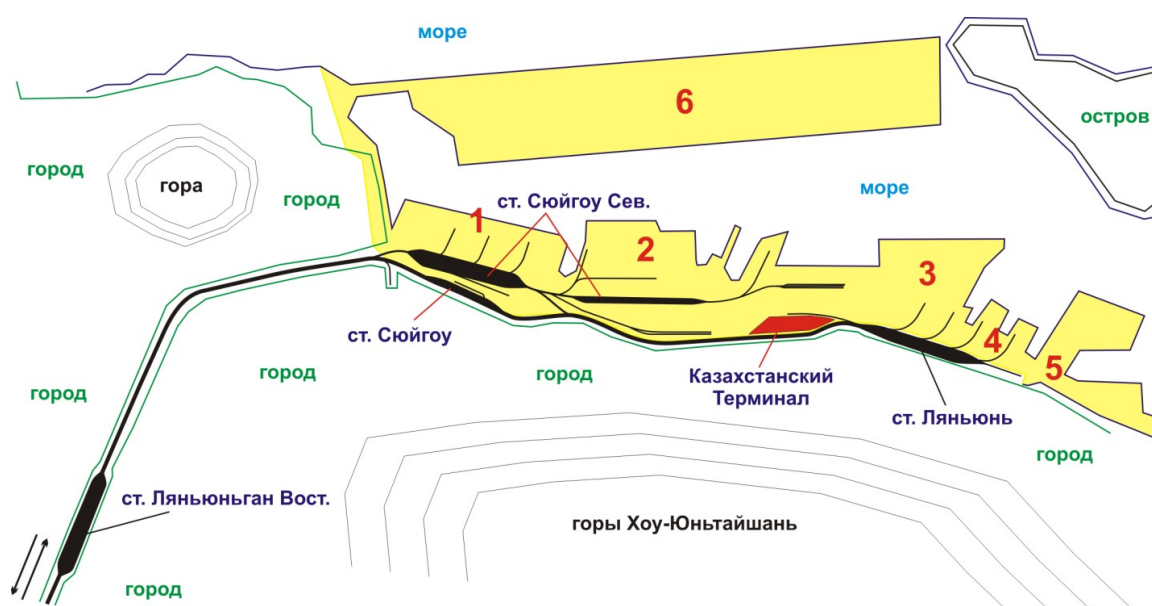 море
6
остров
город
гора
город
море
ст. Сюйгоу Сев.
1
2
3
ст. Сюйгоу
4
5
Казахстанский
Терминал
город
город
город
ст. Ляньюнь
город
ст. Ляньюньган Вост.
горы Хоу-Юньтайшань
город